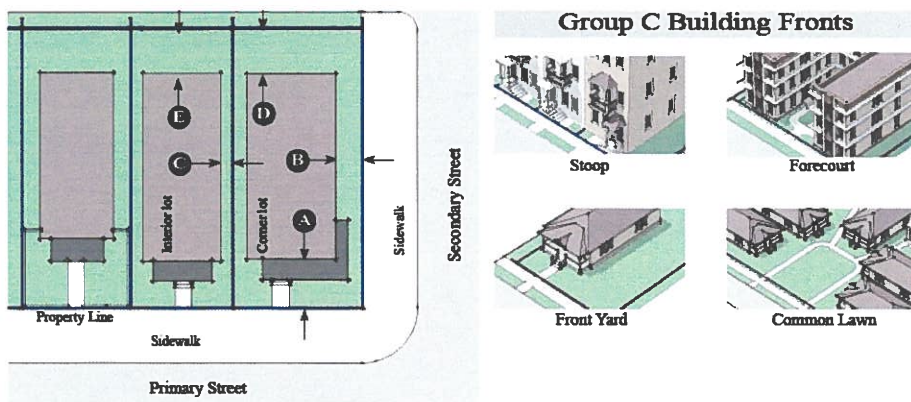 Group C Building Fronts
E
D
C
B
A
Interior lot
Corner lot
Sidewalk
Secondary Street
Property Line
Sidewalk
Primary Street
Stoop
Forecourt
Front Yard
Common Lawn